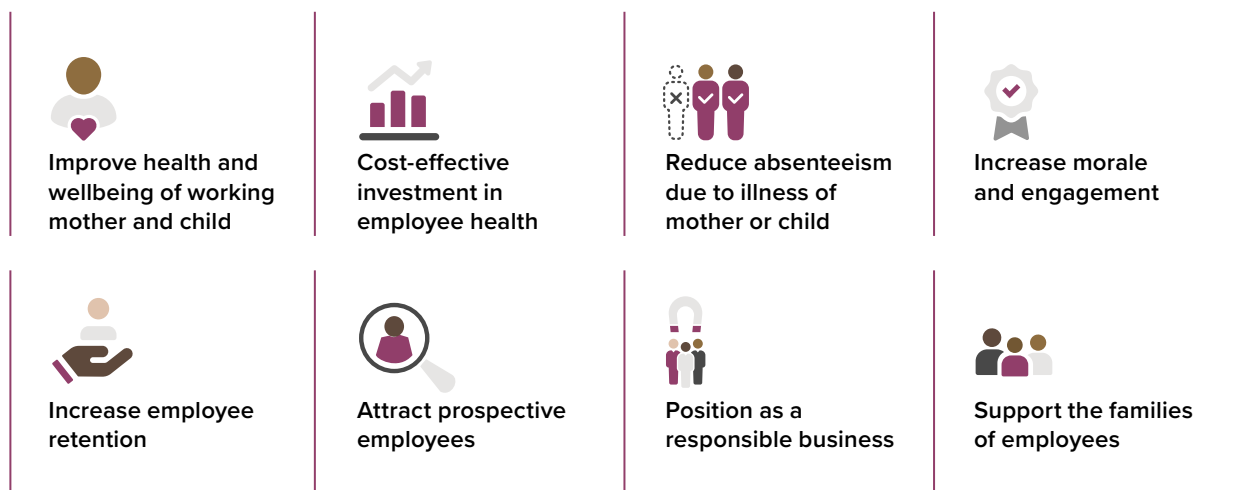 Improve health and
wellbeing of working
mother and child
Cost-effective
investment in
employee health
Reduce absenteeism
due to illness of
mother or child
Increase morale
and engagement
Increase employee
retention
Attract prospective
employees
Position as a
responsible business
Support the families
of employees